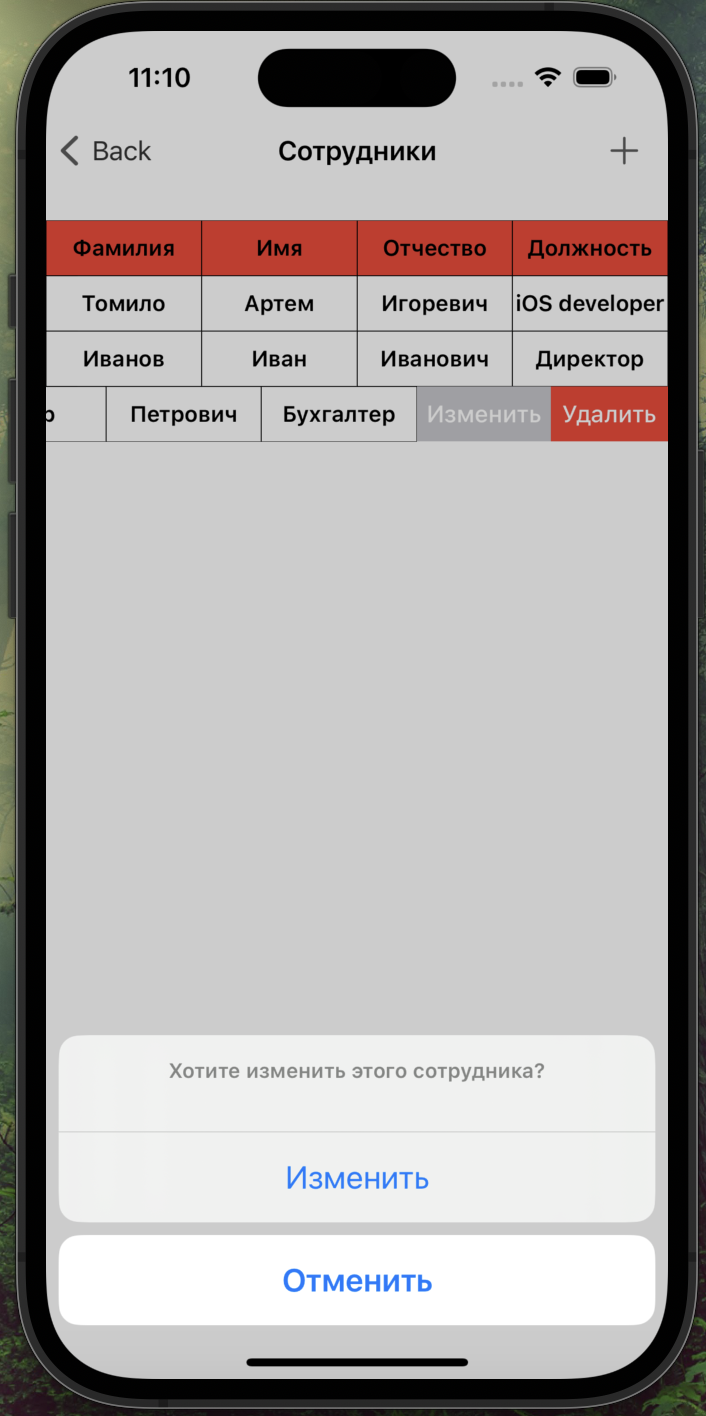 11:10
Back Сотрудники
Фамилия Имя Отчество Должность
Томило Артем Игоревич iOS developer
Иванов Иван Иванович Директор
р Петрович Бухгалтер Изменить Удалить
Хотите изменить этого сотрудника?
Изменить
Отменить